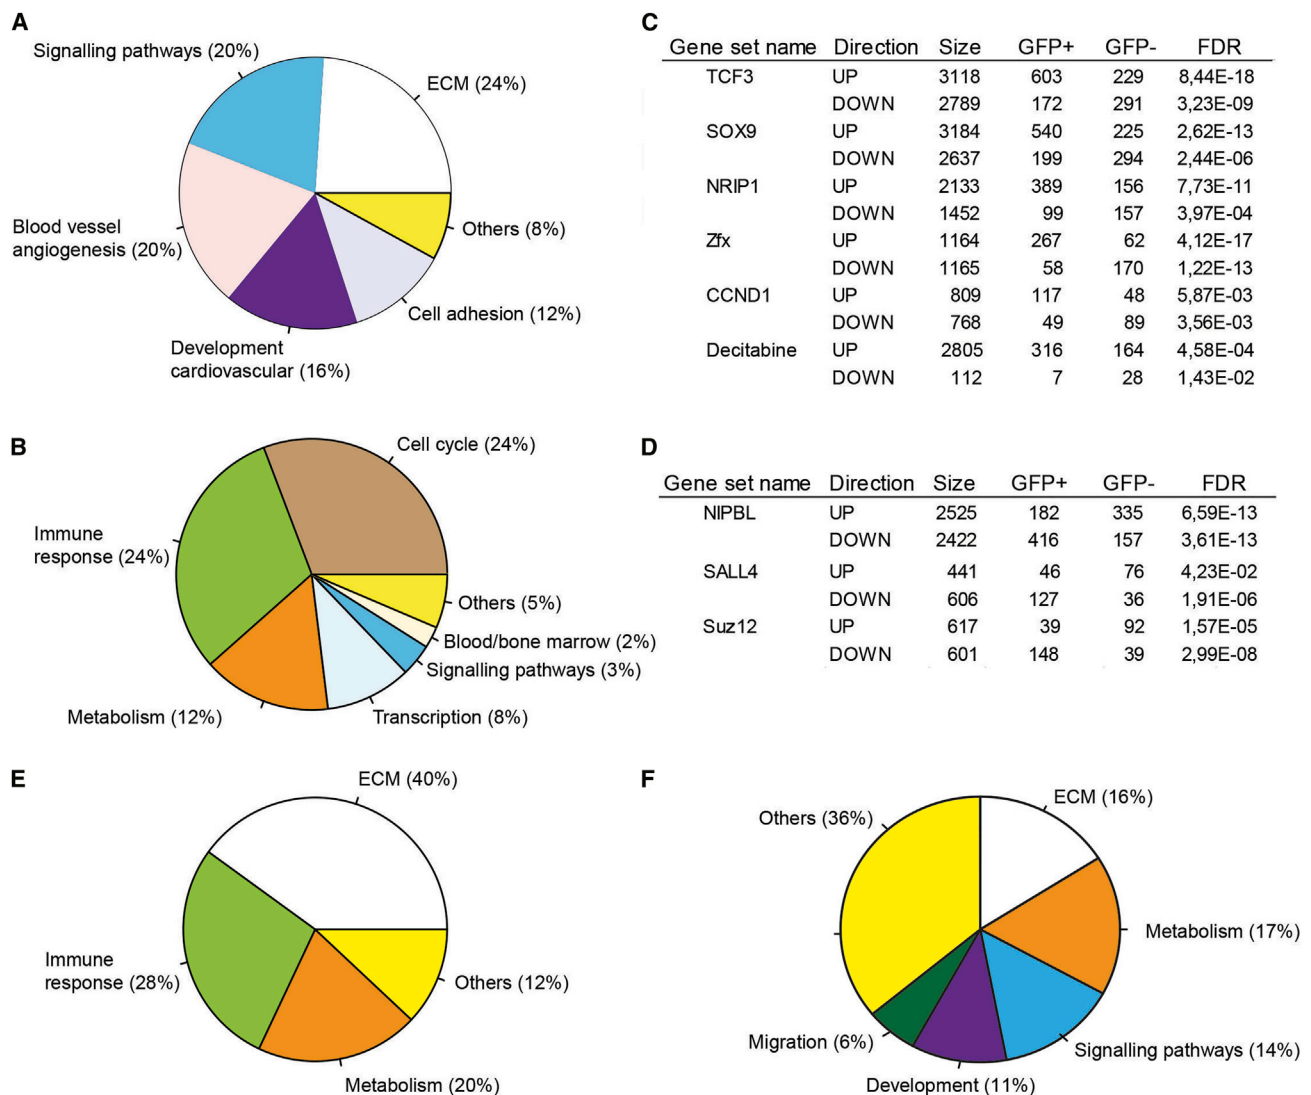 A
Signalling pathways (20%)
ECM (24%)
Blood vessel
angiogenesis (20%)
Others (8%)
Cell adhesion (12%)
Development
cardiovascular (16%)
C
Gene set name Direction Size GFP+ GFP- FDR
TCF3 UP 3118 603 229 8,44E-18
DOWN 2789 172 291 3,23E-09
SOX9 UP 3184 540 225 2,62E-13
DOWN 2637 199 294 2,44E-06
NRIP1 UP 2133 389 156 7,73E-11
DOWN 1452 99 157 3,97E-04
Zfx UP 1164 267 62 4,12E-17
DOWN 1165 58 170 1,22E-13
CCND1 UP 809 117 48 5,87E-03
DOWN 768 49 89 3,56E-03
Decitabine UP 2805 316 164 4,58E-04
DOWN 112 7 28 1,43E-02
B
Cell cycle (24%)
Immune
response (24%)
Others (5%)
Blood/bone marrow (2%)
Signalling pathways (3%)
Metabolism (12%)
Transcription (8%)
D
Gene set name Direction Size GFP+ GFP- FDR
NIPBL UP 2525 182 335 6,59E-13
DOWN 2422 416 157 3,61E-13
SALL4 UP 441 46 76 4,23E-02
DOWN 606 127 36 1,91E-06
Suz12 UP 617 39 92 1,57E-05
DOWN 601 148 39 2,99E-08
E
ECM (40%)
Immune
response (28%)
Others (12%)
Metabolism (20%)
F
ECM (16%)
Others (36%)
Metabolism (17%)
Migration (6%)
Signalling pathways (14%)
Development (11%)